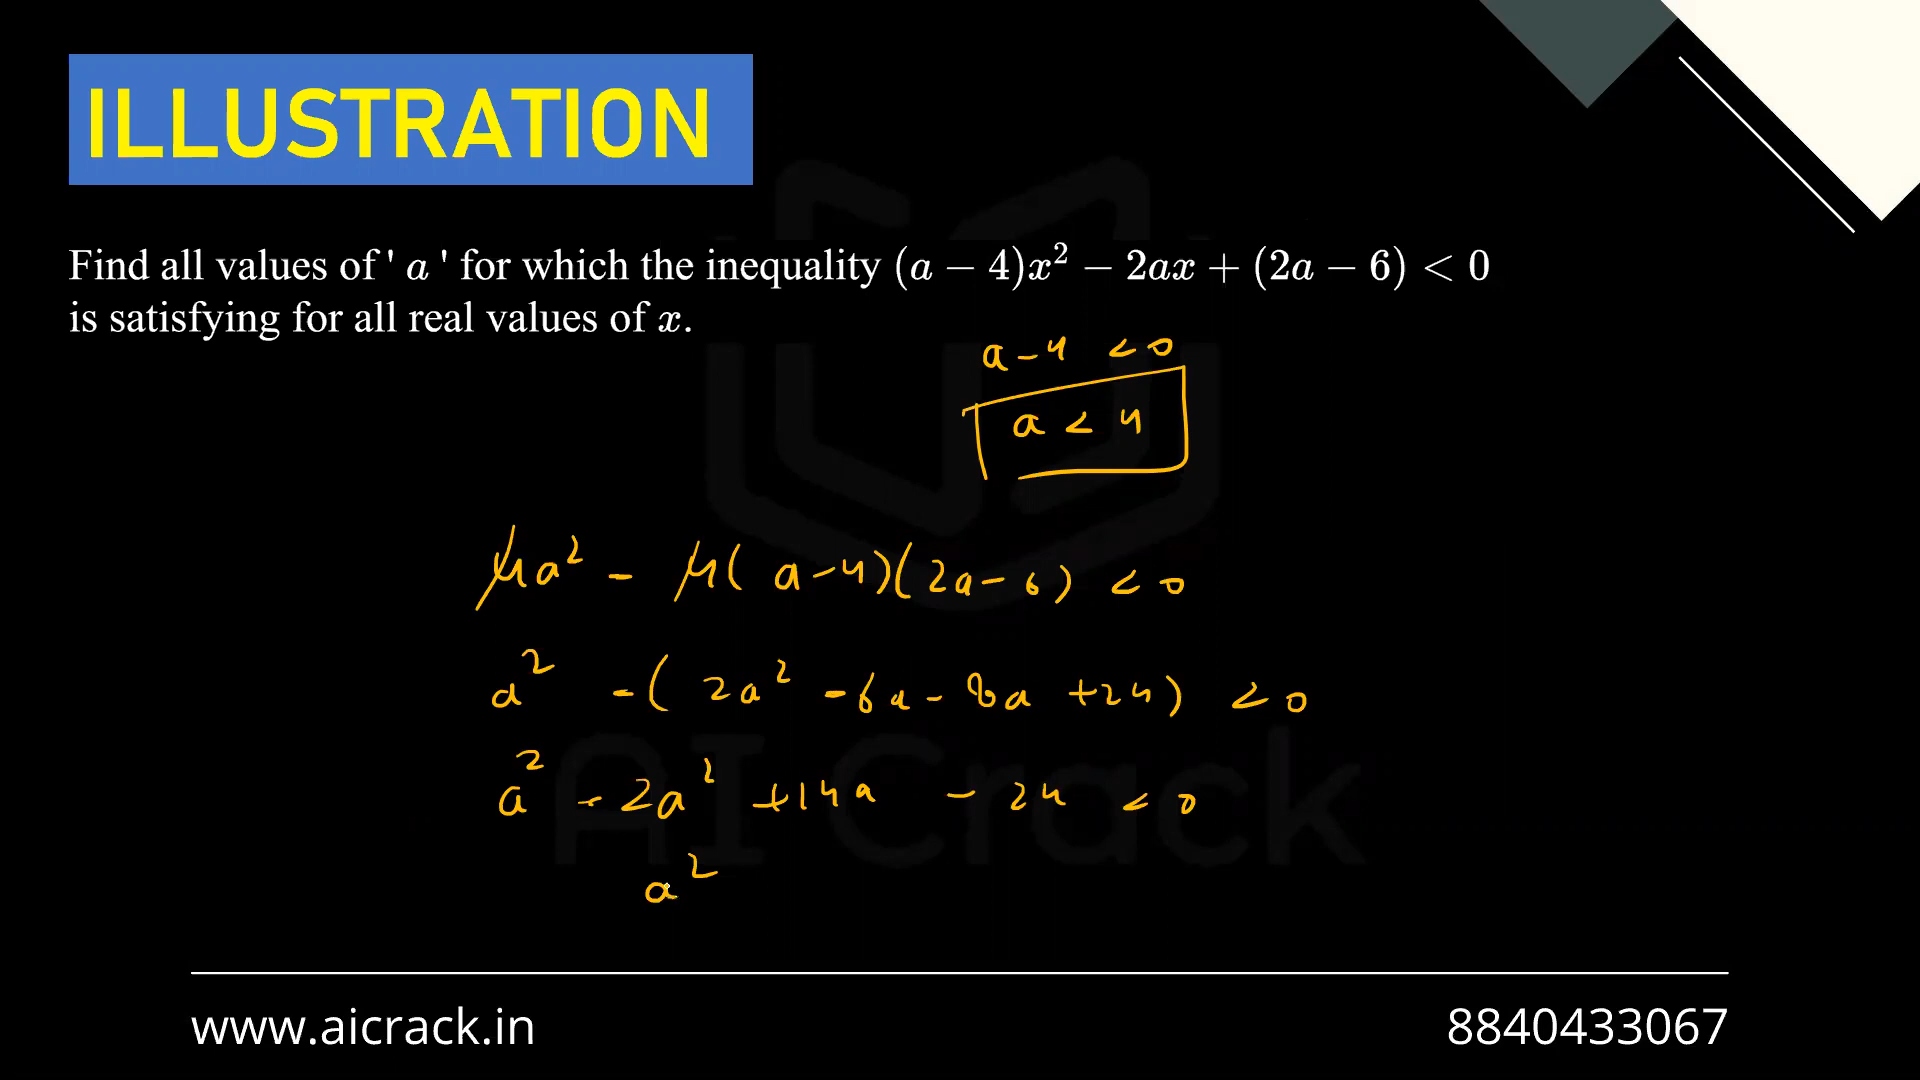 ILLUSTRATION
Find all values of ' a ' for which the inequality (a − 4)x² − 2ax + (2a − 6) < 0
is satisfying for all real values of x.
a - 4 < 0
a < 4
4a² - 4(a-4)(2a-6) < 0
a² - (2a² - 6a - 8a + 24) < 0
a² - 2a² + 14a - 24 < 0
a²
AI Crack
www.aicrack.in
8840433067